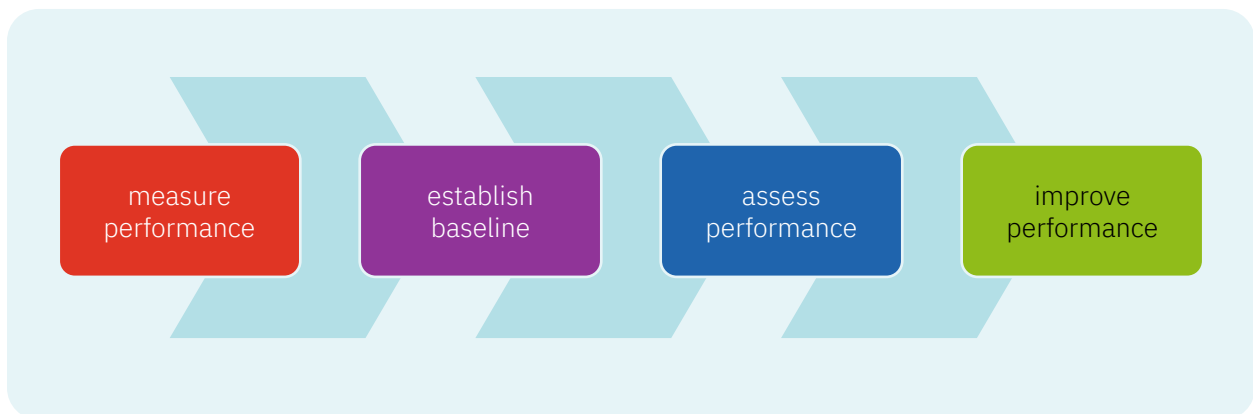 measure
performance
establish
baseline
assess
performance
improve
performance